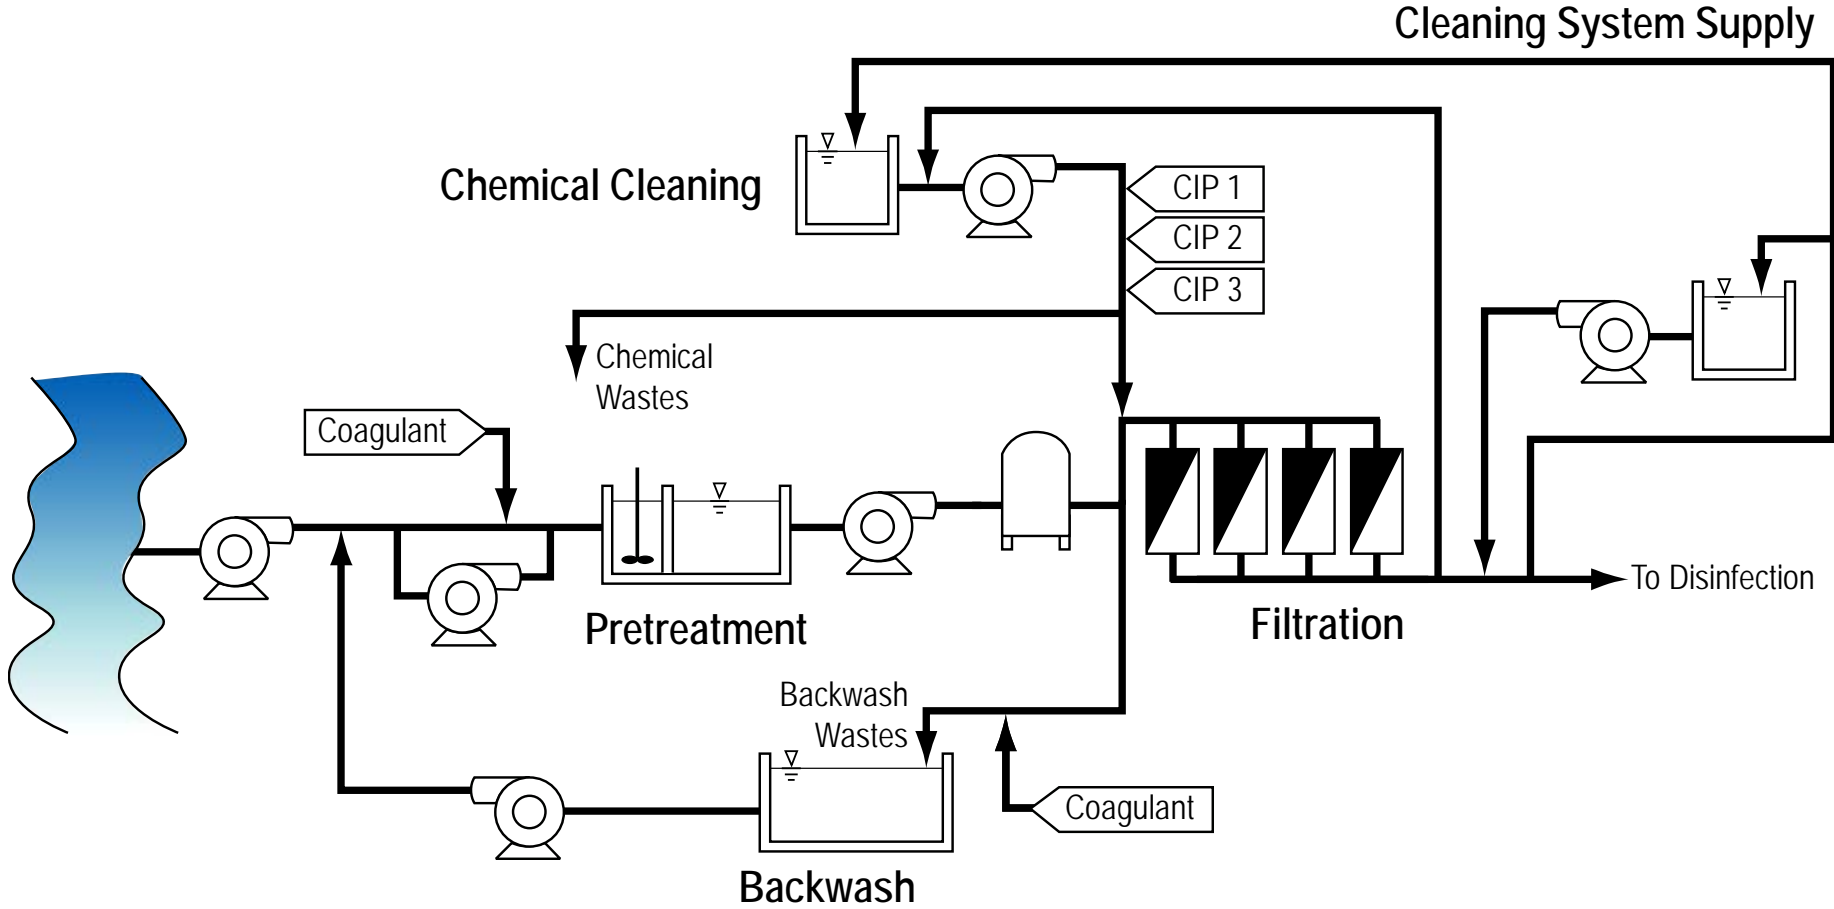 Cleaning System Supply
Chemical Cleaning
CIP 1
CIP 2
CIP 3
Chemical
Wastes
Coagulant
To Disinfection
Pretreatment
Filtration
Backwash
Wastes
Coagulant
Backwash